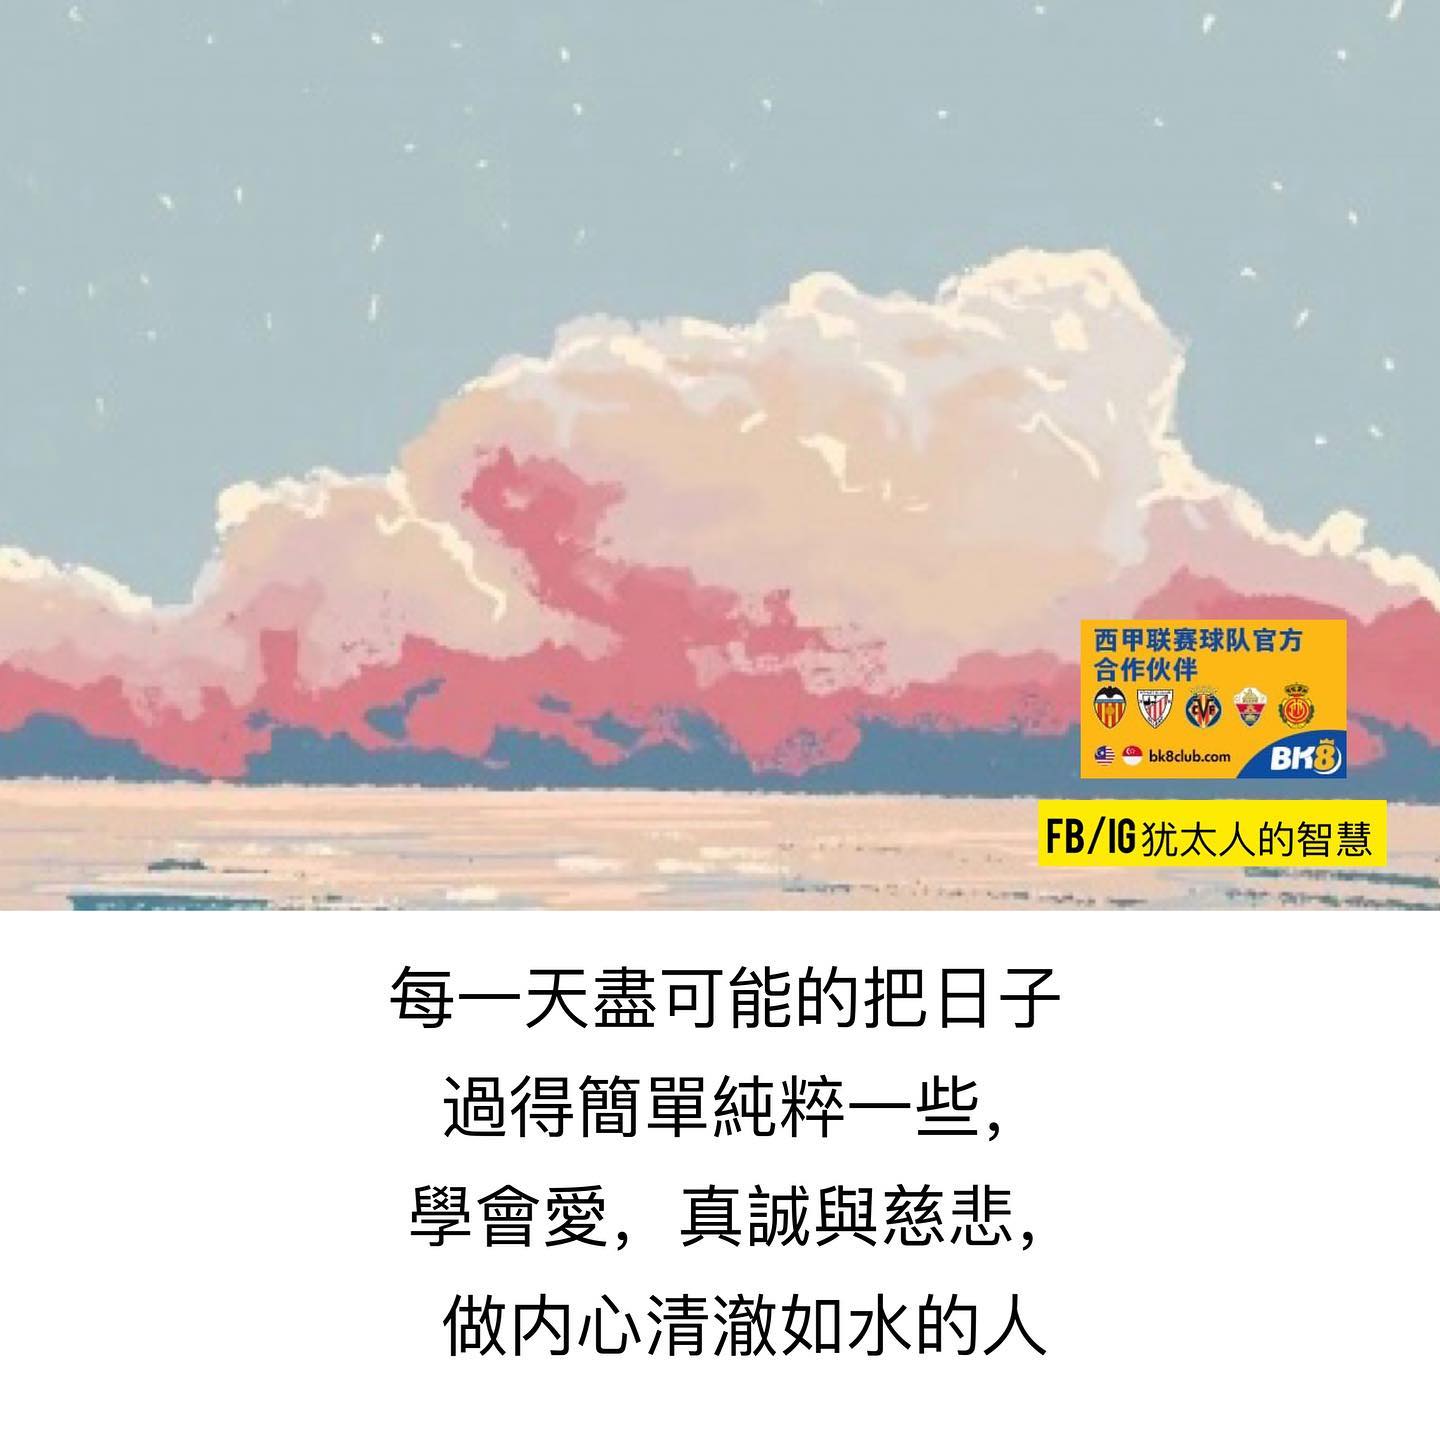 西甲联赛球队官方
合作伙伴
bk8club.com
BK8
FB/IG犹太人的智慧
每一天盡可能的把日子
過得簡單純粹一些，
學會愛，真誠與慈悲，
做内心清澈如水的人